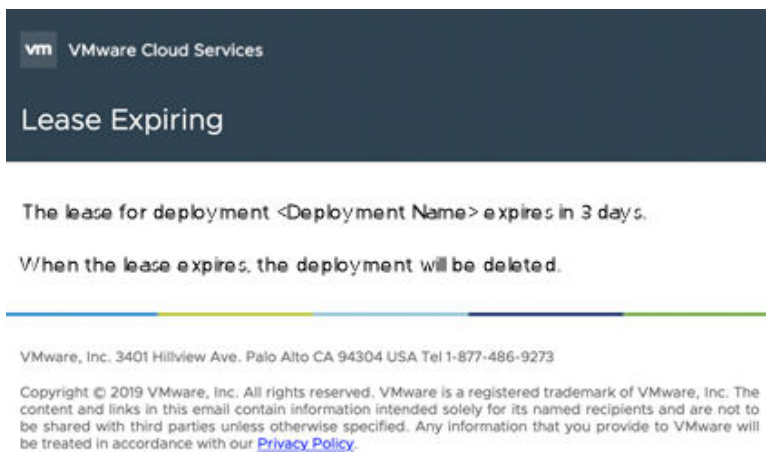 vm VMware Cloud Services
Lease Expiring
The lease for deployment <Deployment Name> expires in 3 days.
When the lease expires, the deployment will be deleted.
VMware, Inc. 3401 Hillview Ave. Palo Alto CA 94304 USA Tel 1-877-486-9273
Copyright © 2019 VMware, Inc. All rights reserved. VMware is a registered trademark of VMware, Inc. The
content and links in this email contain information intended solely for its named recipients and are not to
be shared with third parties unless otherwise specified. Any information that you provide to VMware will
be treated in accordance with our Privacy Policy.